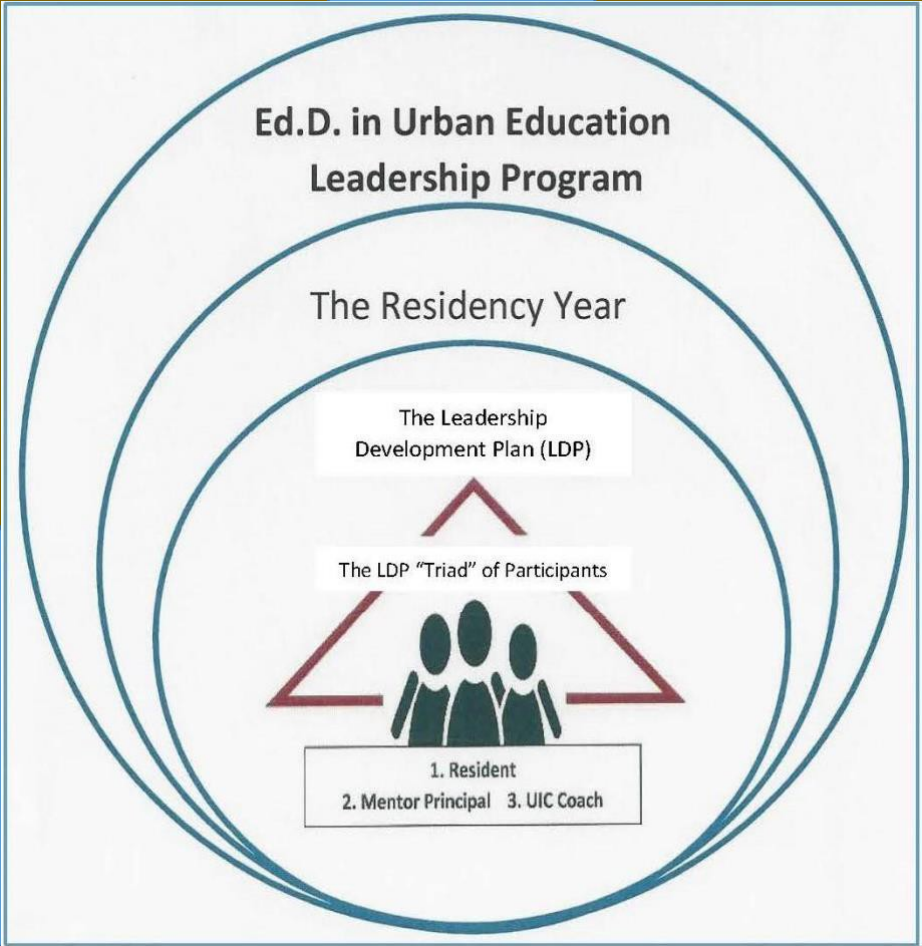 Ed.D. in Urban Education
Leadership Program
The Residency Year
The Leadership
Development Plan (LDP)
The LDP “Triad” of Participants
1. Resident
2. Mentor Principal 3. UIC Coach